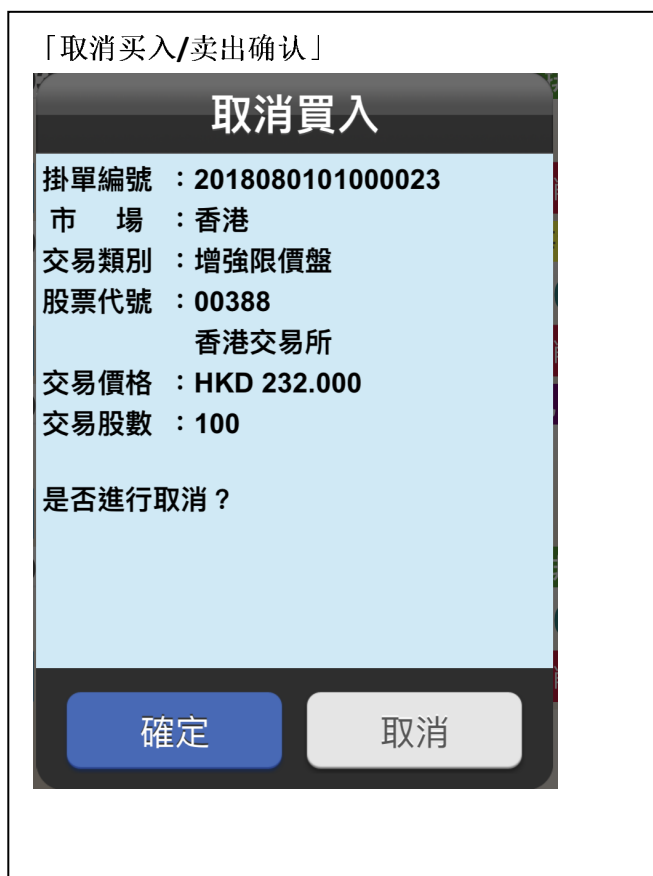 「取消买入/卖出确认」
取消買入
掛單編號 ：2018080101000023
市 場 ：香港
交易類別 ：增強限價盤
股票代號 ：00388
香港交易所
交易價格 ：HKD 232.000
交易股數 ：100
是否進行取消？
確定 取消